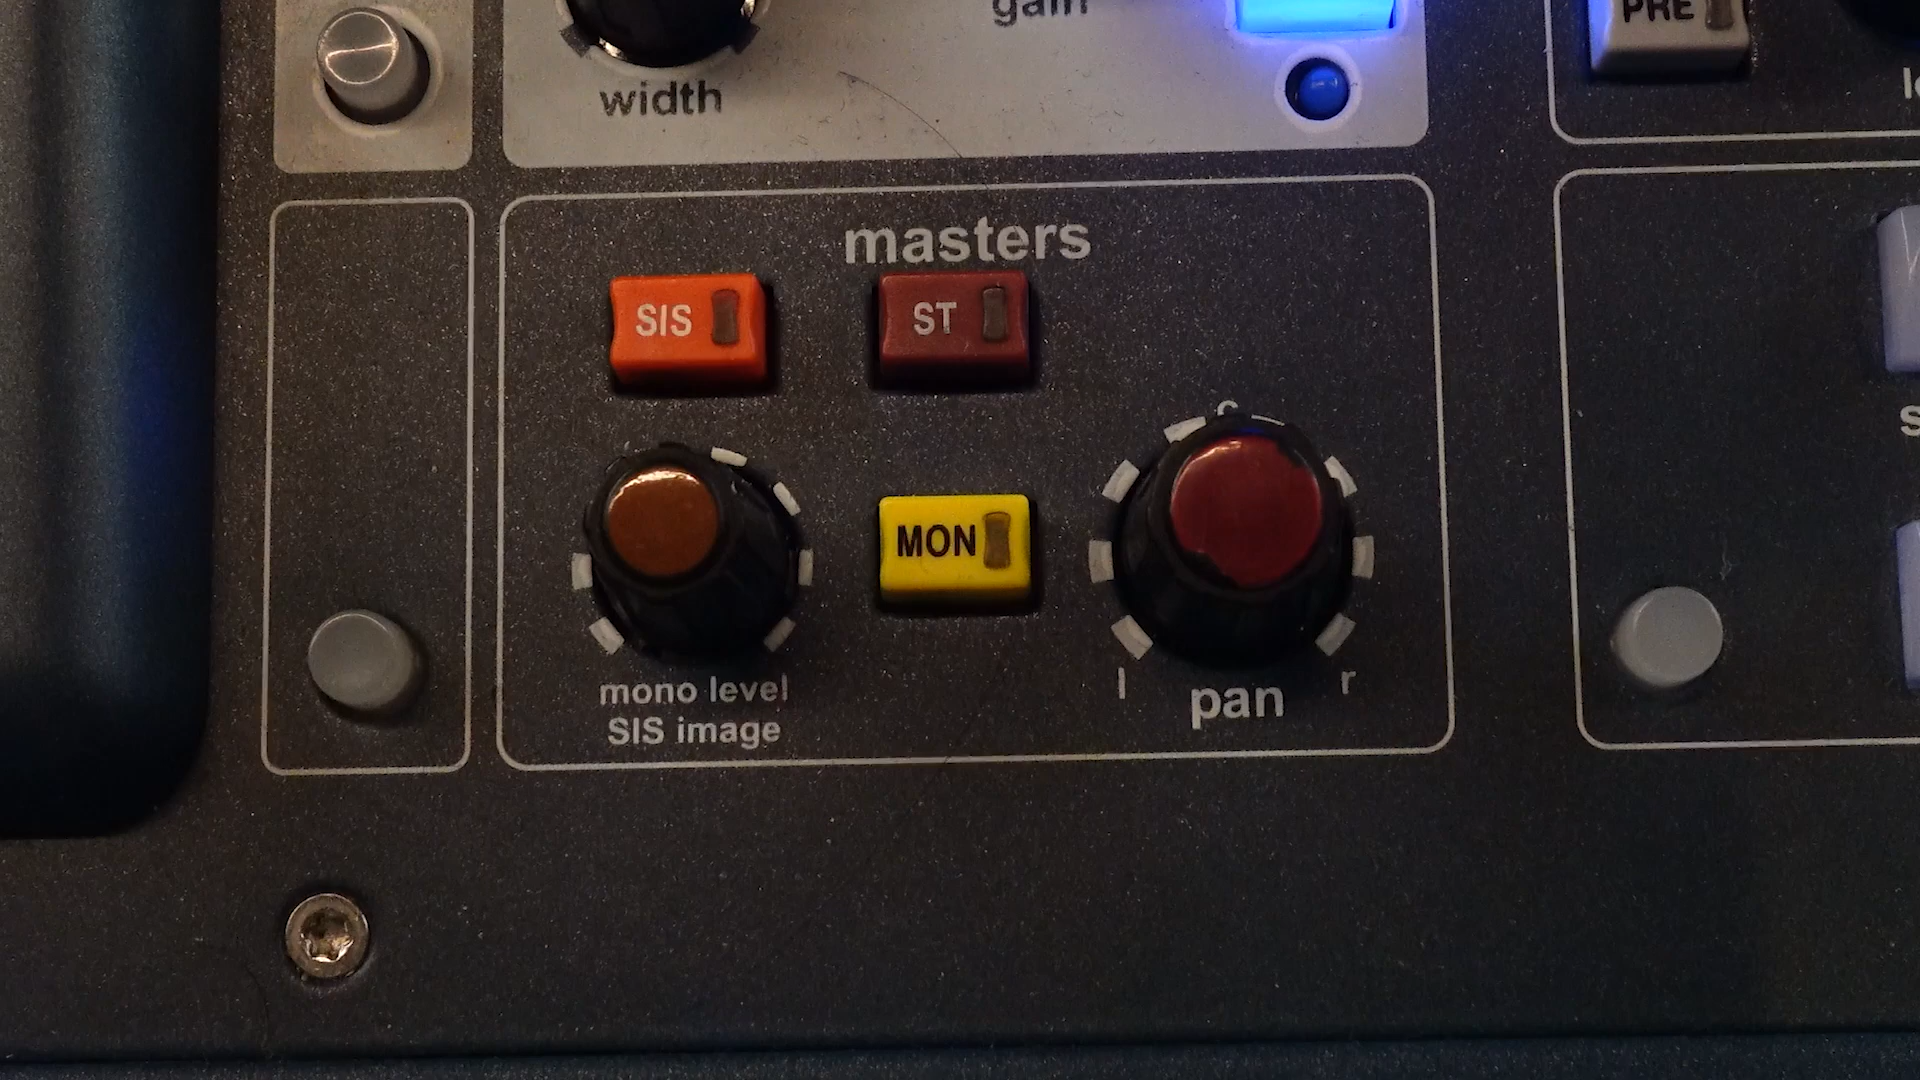 gain
PRE
width
masters
SIS
ST
MON
mono level
SIS image
l
pan
r